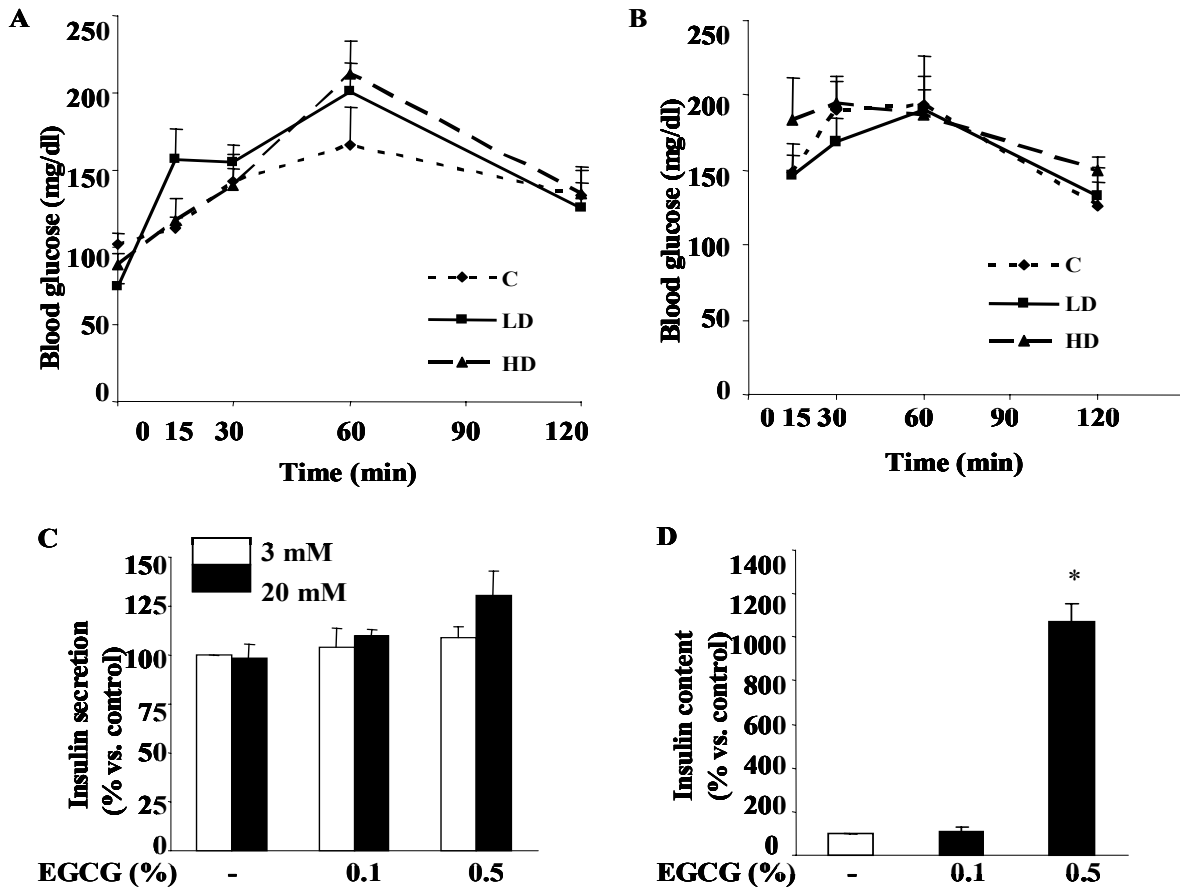 A
Blood glucose (mg/dl)
250
200
150
100
50
0
C
LD
HD
0 15 30 60 90 120
Time (min)
B
Blood glucose (mg/dl)
250
200
150
100
50
0
C
LD
HD
0 15 30 60 90 120
Time (min)
C
Insulin secretion
(% vs. control)
150
125
100
75
50
25
0
3 mM
20 mM
EGCG (%) - 0.1 0.5
D
Insulin content
(% vs. control)
1400
1200
1000
800
600
400
200
0
*
EGCG (%) - 0.1 0.5